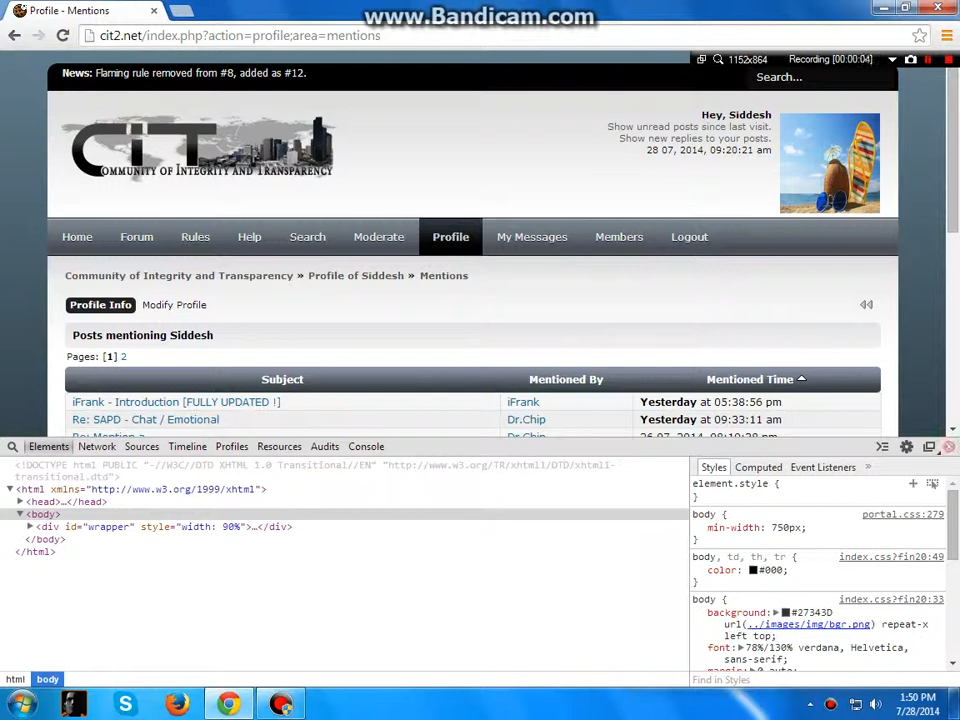 Profile - Mentions
www.Bandicam.com
cit2.net/index.php?action=profile;area=mentions
1152x864 Recording [00:00:04]
News: Flaming rule removed from #8, added as #12.
Search...
Hey, Siddesh
Show unread posts since last visit.
Show new replies to your posts.
28 07, 2014, 09:20:21 am
CiT
COMMUNITY OF INTEGRITY AND TRANSPARENCY
Home Forum Rules Help Search Moderate Profile My Messages Members Logout
Community of Integrity and Transparency » Profile of Siddesh » Mentions
Profile Info Modify Profile
Posts mentioning Siddesh
Pages: [1] 2
Subject Mentioned By Mentioned Time
iFrank - Introduction [FULLY UPDATED !] iFrank Yesterday at 05:38:56 pm
Re: SAPD - Chat / Emotional Dr.Chip Yesterday at 09:33:11 am
Elements Network Sources Timeline Profiles Resources Audits Console
<!DOCTYPE html PUBLIC "-//W3C//DTD XHTML 1.0 Transitional//EN" "http://www.w3.org/TR/xhtml1/DTD/xhtml1-
transitional.dtd">
<html xmlns="http://www.w3.org/1999/xhtml">
<head>…</head>
<body>
<div id="wrapper" style="width: 90%">…</div>
</body>
</html>
Styles Computed Event Listeners »
element.style {
}
body { portal.css:279
min-width: 750px;
}
body, td, th, tr { index.css?fin20:49
color: #000;
}
body { index.css?fin20:33
background: #27343D
url(../images/img/bgr.png) repeat-x
left top;
font: 78%/130% verdana, Helvetica,
sans-serif;
html body
Find in Styles
1:50 PM
7/28/2014